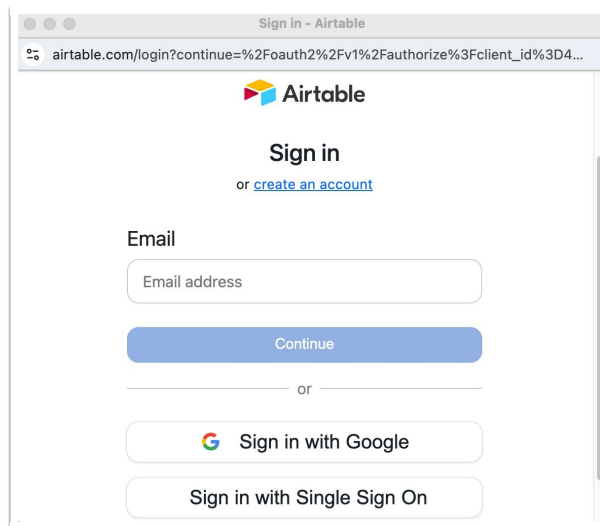 Sign in - Airtable
airtable.com/login?continue=%2Foauth2%2Fv1%2Fauthorize%3Fclient_id%3D4...
Airtable
Sign in
or create an account
Email
Email address
Continue
or
Sign in with Google
Sign in with Single Sign On